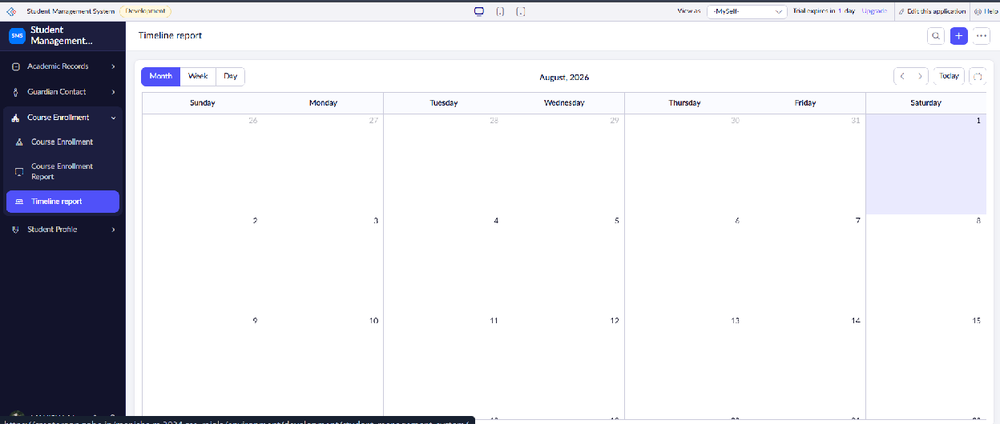 Student Management System Development View as -MySelf- Trial expires in 1 day Upgrade Edit this application Help
SMS Student Management...
Timeline report
Academic Records
Guardian Contact
Course Enrollment
Course Enrollment
Course Enrollment Report
Timeline report
Student Profile
Month Week Day August, 2026 Today
Sunday Monday Tuesday Wednesday Thursday Friday Saturday
26 27 28 29 30 31 1
2 3 4 5 6 7 8
9 10 11 12 13 14 15